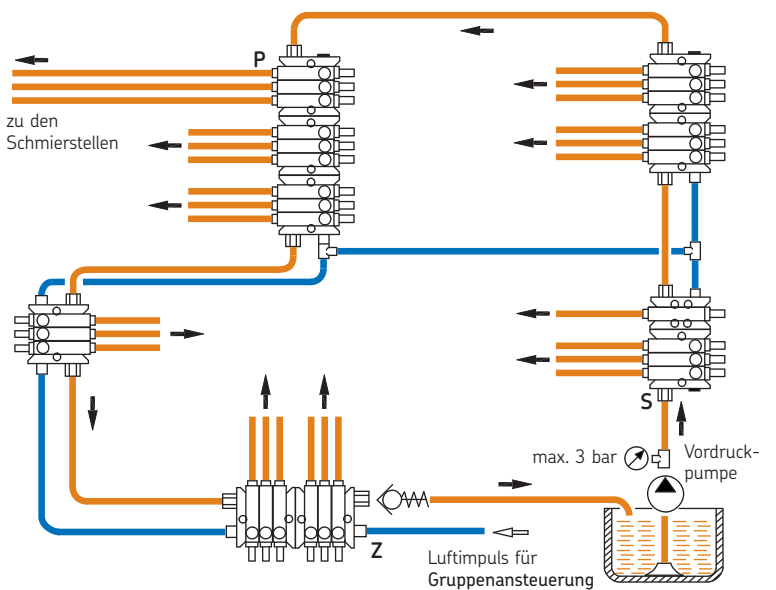 P
zu den
Schmierstellen
S
max. 3 bar
Vordruck-
pumpe
Z
Luftimpuls für
Gruppenansteuerung